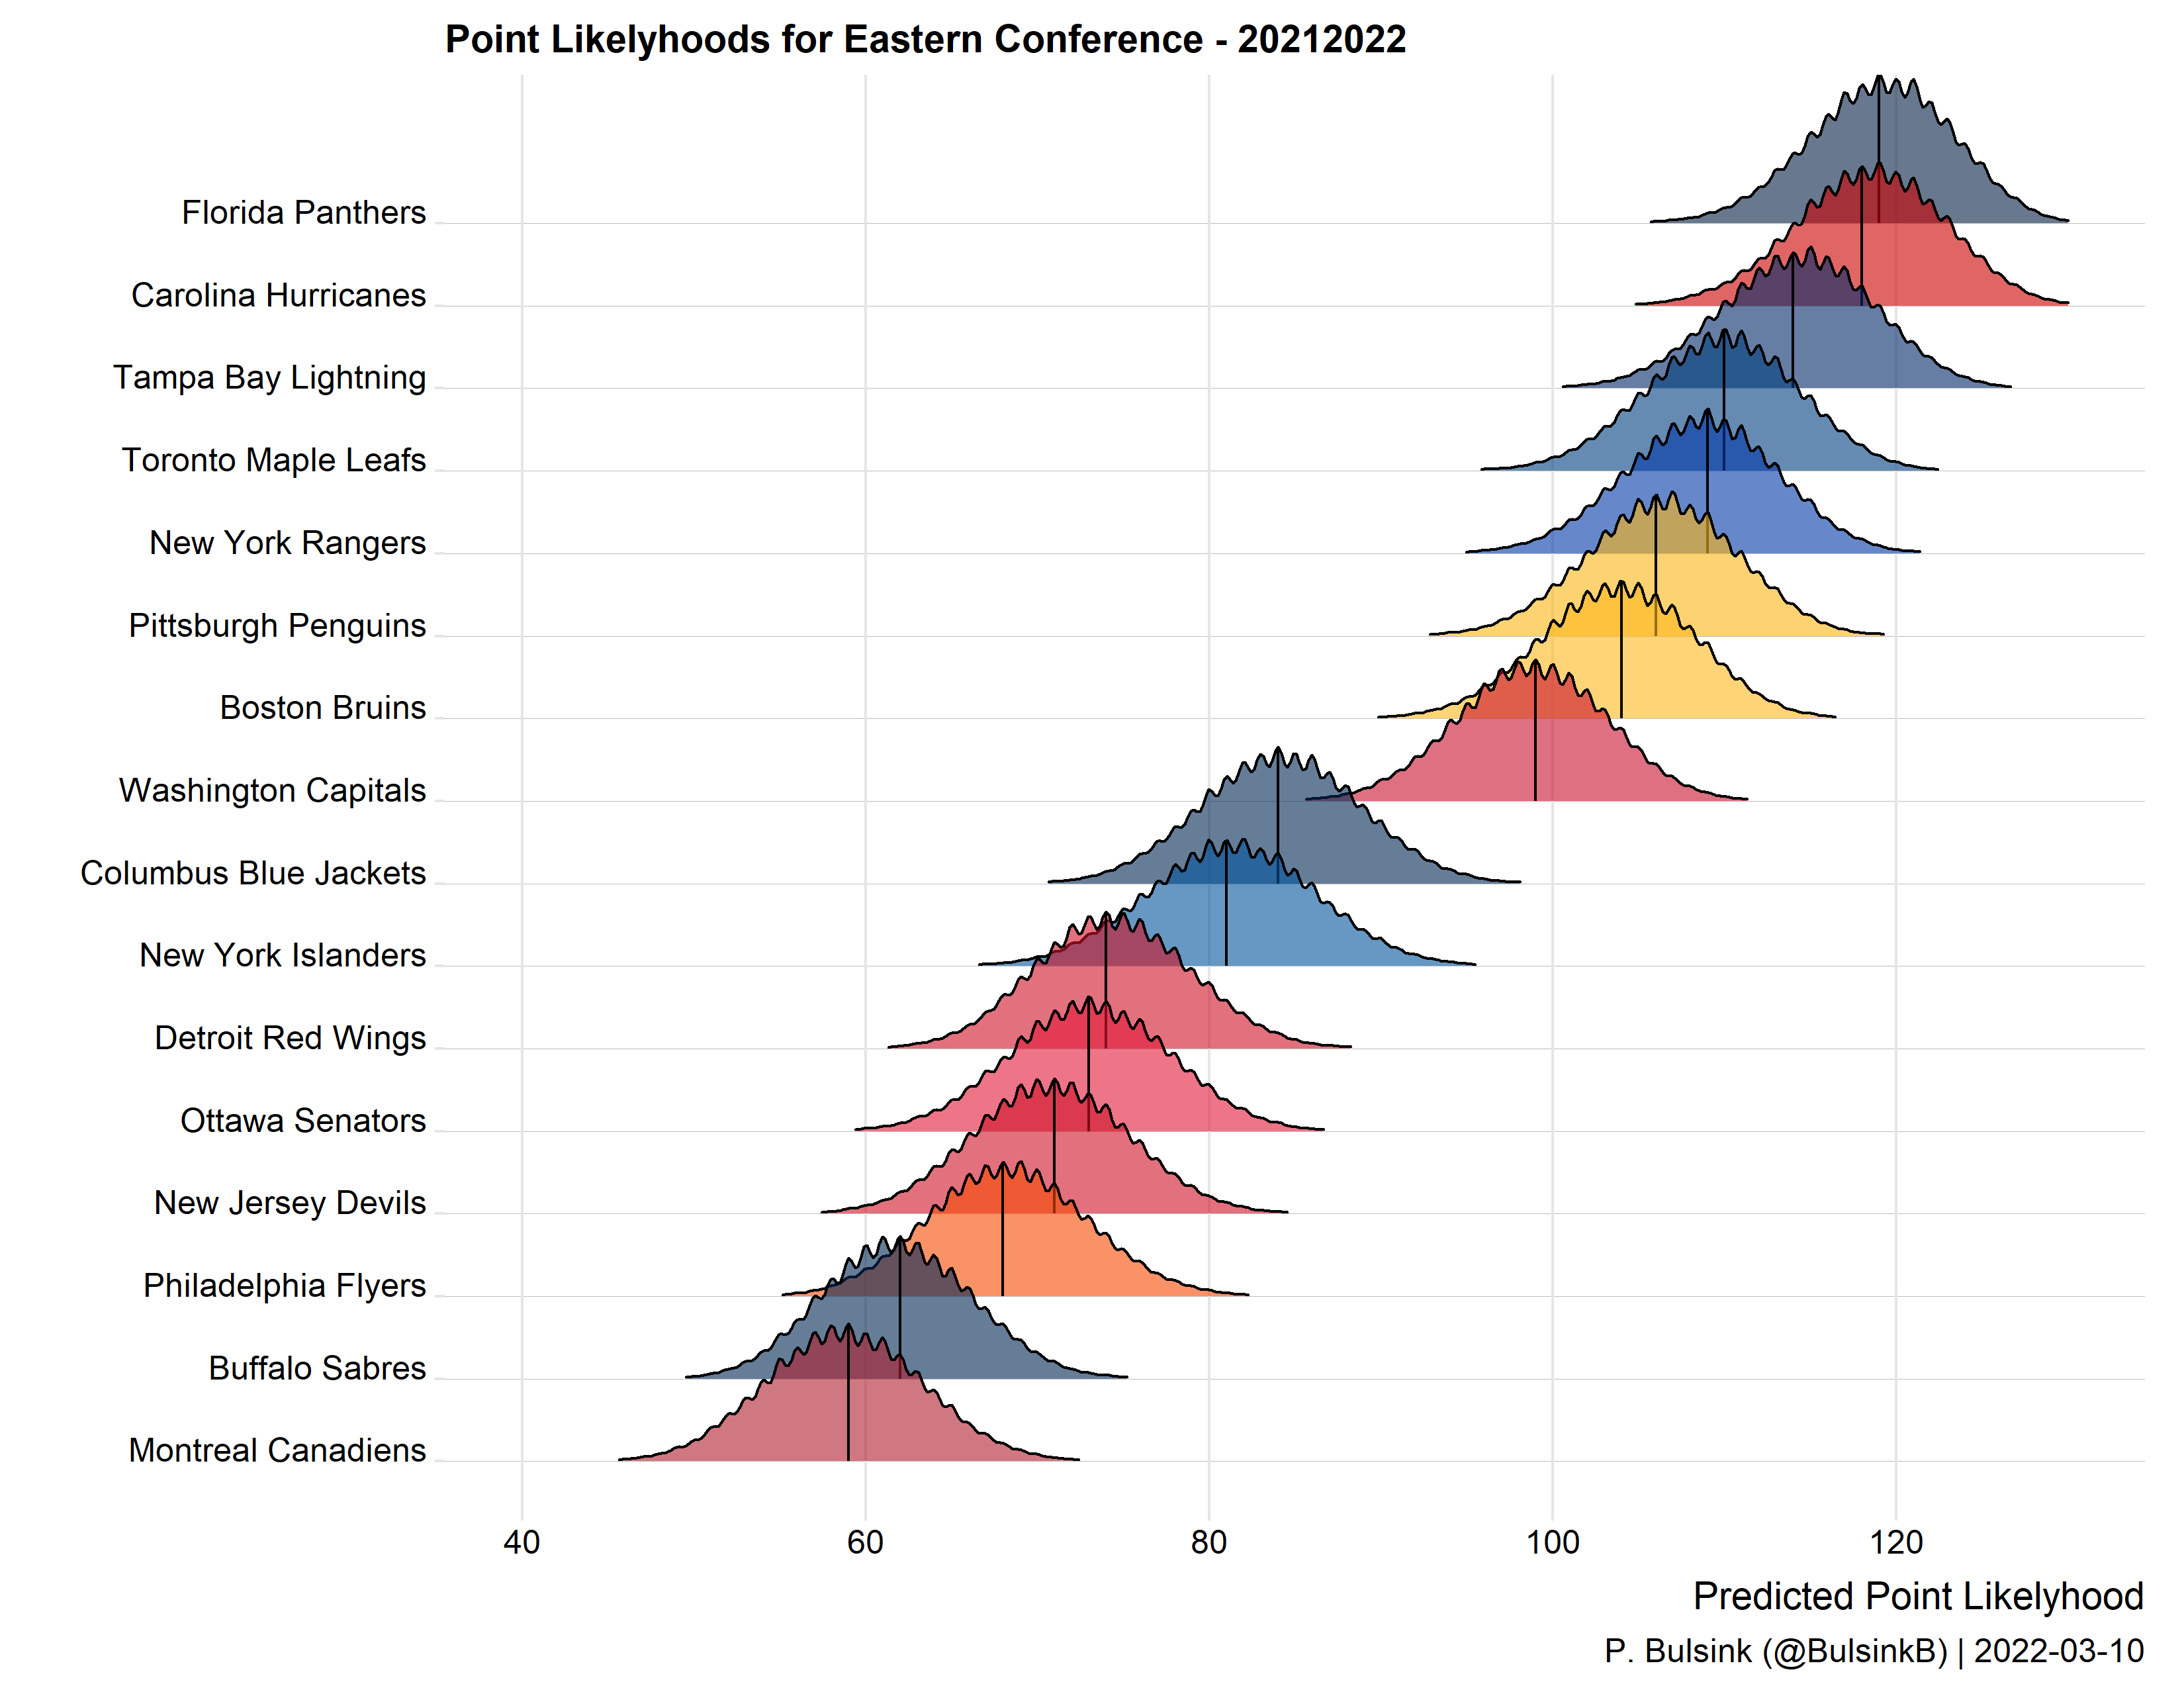 Point Likelyhoods for Eastern Conference - 20212022
Florida Panthers
Carolina Hurricanes
Tampa Bay Lightning
Toronto Maple Leafs
New York Rangers
Pittsburgh Penguins
Boston Bruins
Washington Capitals
Columbus Blue Jackets
New York Islanders
Detroit Red Wings
Ottawa Senators
New Jersey Devils
Philadelphia Flyers
Buffalo Sabres
Montreal Canadiens
40 60 80 100 120
Predicted Point Likelyhood
P. Bulsink (@BulsinkB) | 2022-03-10